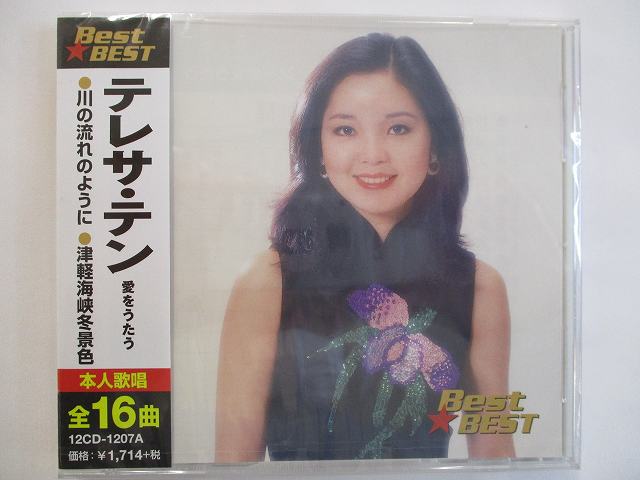 Best
★BEST
テレサ・テン
愛をうたう
●川の流れのように●津軽海峡冬景色
本人歌唱
全16曲
12CD-1207A
価格:¥1,714+税
Best
★BEST